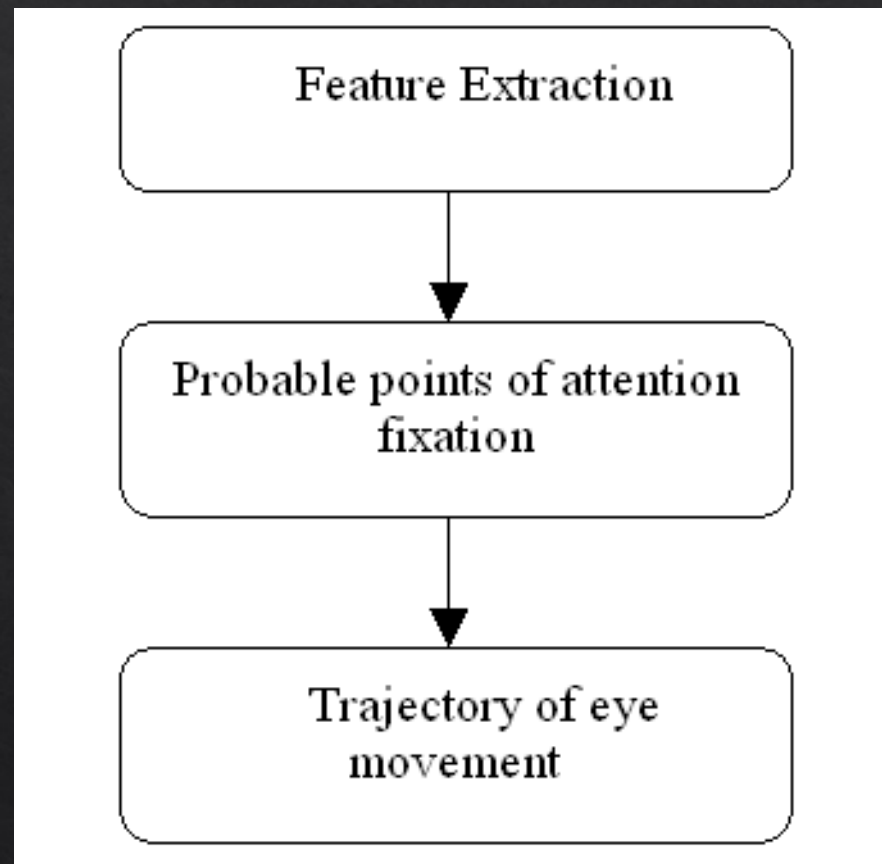 Feature Extraction
Probable points of attention
fixation
Trajectory of eye
movement